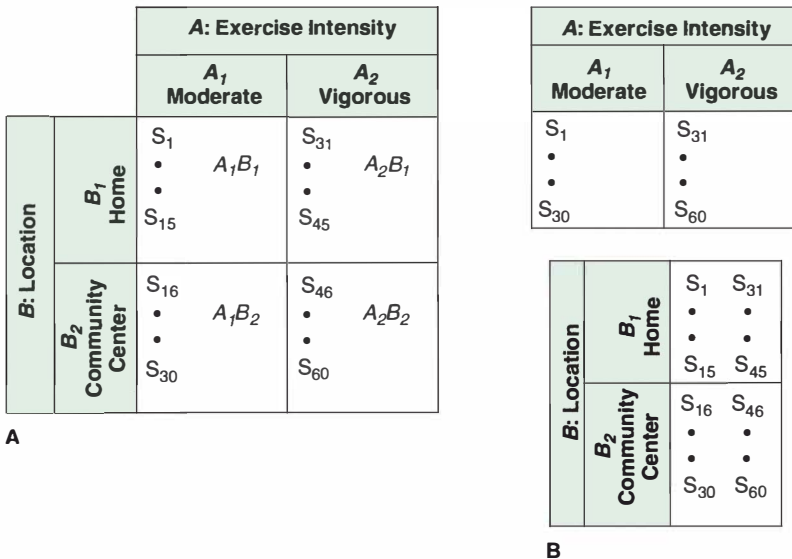 A: Exercise Intensity
A1 Moderate
A2 Vigorous
B: Location
B1 Home
S1
•
•
S15
A1B1
S31
•
•
S45
A2B1
B2 Community Center
S16
•
•
S30
A1B2
S46
•
•
S60
A2B2
A
A: Exercise Intensity
A1 Moderate
A2 Vigorous
S1
•
•
S30
S31
•
•
S60
B: Location
B1 Home
S1 S31
• •
• •
S15 S45
B2 Community Center
S16 S46
• •
• •
S30 S60
B